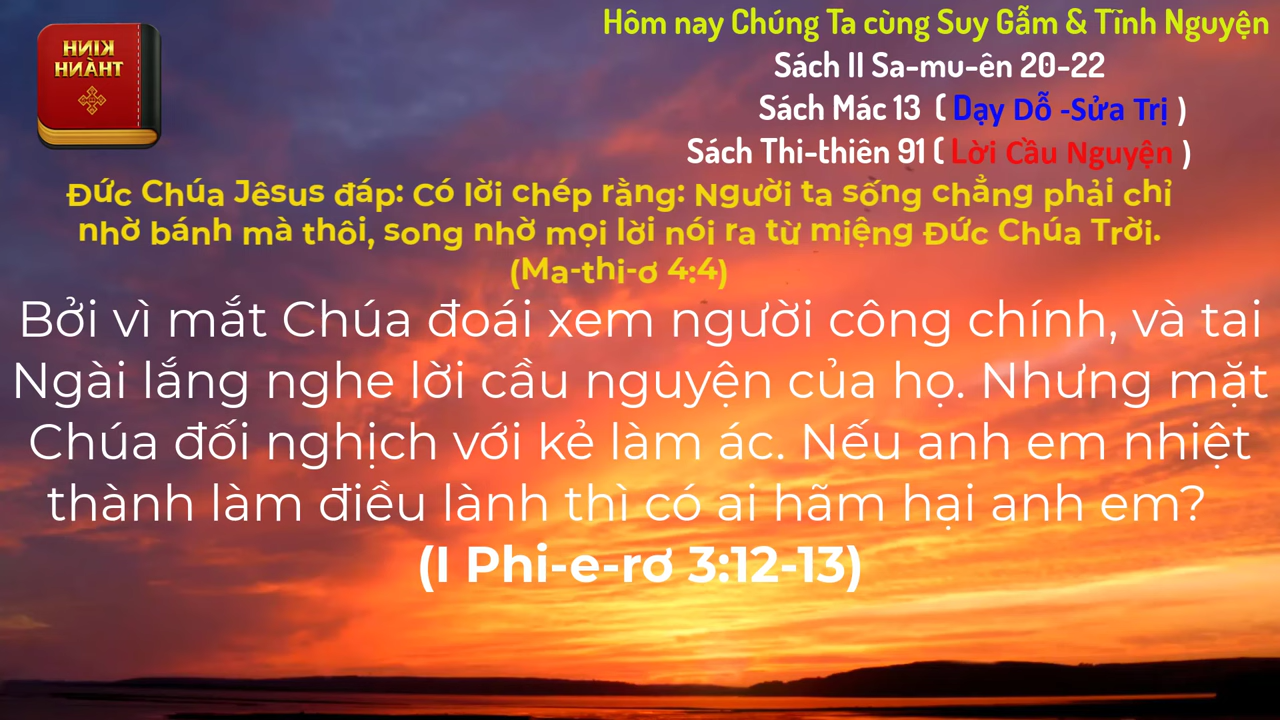 KINH
THÀNH
Hôm nay Chúng Ta cùng Suy Gẫm & Tĩnh Nguyện
Sách II Sa-mu-ên 20-22
Sách Mác 13 ( Dạy Dỗ -Sửa Trị )
Sách Thi-thiên 91 ( Lời Cầu Nguyện )
Đức Chúa Jêsus đáp: Có lời chép rằng: Người ta sống chẳng phải chỉ
nhờ bánh mà thôi, song nhờ mọi lời nói ra từ miệng Đức Chúa Trời.
(Ma-thi-ơ 4:4)
Bởi vì mắt Chúa đoái xem người công chính, và tai
Ngài lắng nghe lời cầu nguyện của họ. Nhưng mặt
Chúa đối nghịch với kẻ làm ác. Nếu anh em nhiệt
thành làm điều lành thì có ai hãm hại anh em?
(I Phi-e-rơ 3:12-13)